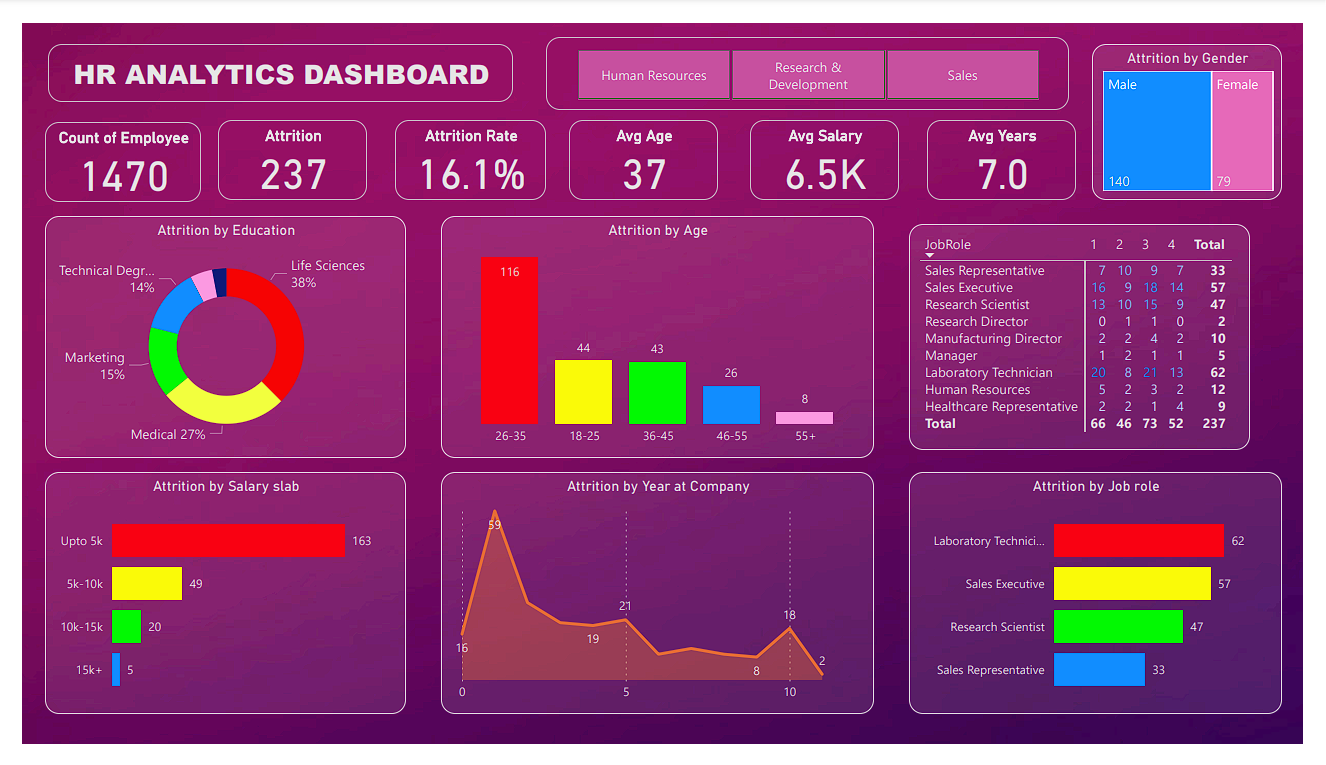 HR ANALYTICS DASHBOARD
Human Resources
Research &
Development
Sales
Attrition by Gender
Male
Female
140
79
Count of Employee
1470
Attrition
237
Attrition Rate
16.1%
Avg Age
37
Avg Salary
6.5K
Avg Years
7.0
Attrition by Education
Life Sciences
38%
Technical Degr...
14%
Marketing
15%
Medical 27%
Attrition by Age
116
44
43
26
8
26-35
18-25
36-45
46-55
55+
JobRole 1 2 3 4 Total
Sales Representative 7 10 9 7 33
Sales Executive 16 9 18 14 57
Research Scientist 13 10 15 9 47
Research Director 0 1 1 0 2
Manufacturing Director 2 2 4 2 10
Manager 1 2 1 1 5
Laboratory Technician 20 8 21 13 62
Human Resources 5 2 3 2 12
Healthcare Representative 2 2 1 4 9
Total 66 46 73 52 237
Attrition by Salary slab
Upto 5k 163
5k-10k 49
10k-15k 20
15k+ 5
Attrition by Year at Company
59
16
19
21
8
18
2
0 5 10
Attrition by Job role
Laboratory Technici... 62
Sales Executive 57
Research Scientist 47
Sales Representative 33